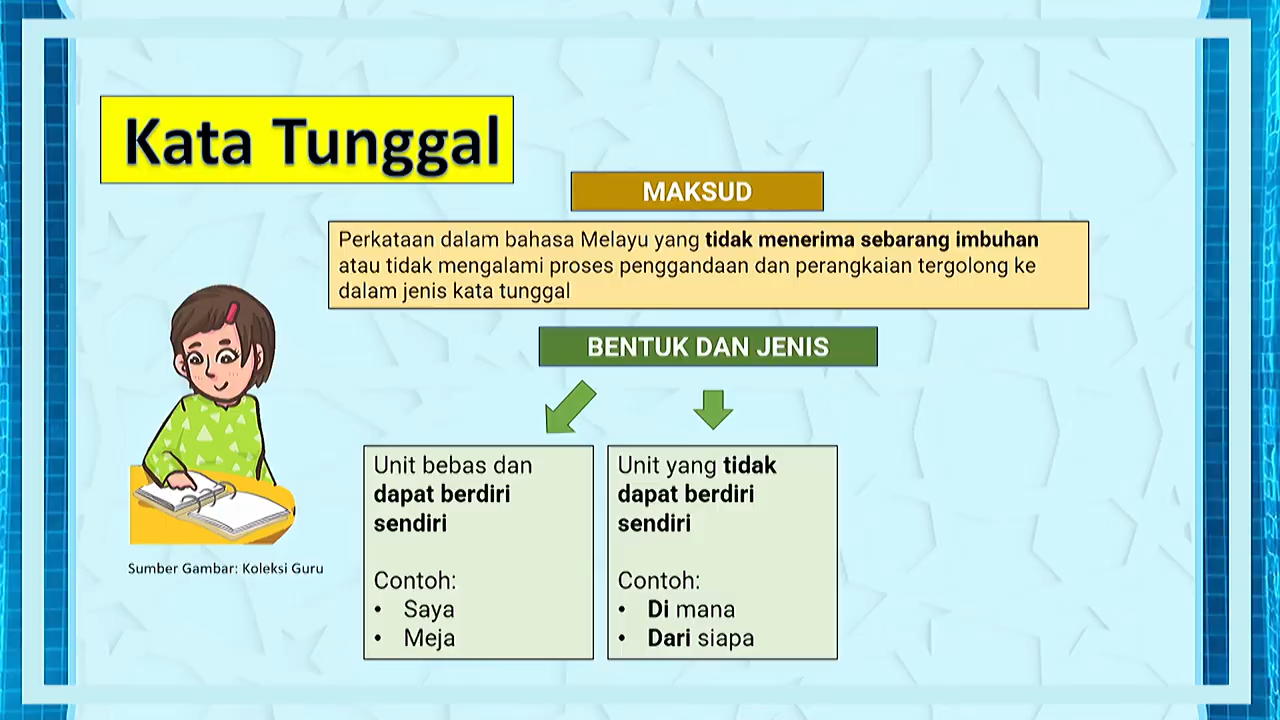 Kata Tunggal
MAKSUD
Perkataan dalam bahasa Melayu yang tidak menerima sebarang imbuhan
atau tidak mengalami proses penggandaan dan perangkaian tergolong ke
dalam jenis kata tunggal
BENTUK DAN JENIS
Unit bebas dan
dapat berdiri
sendiri
Contoh:
• Saya
• Meja
Unit yang tidak
dapat berdiri
sendiri
Contoh:
• Di mana
• Dari siapa
Sumber Gambar: Koleksi Guru